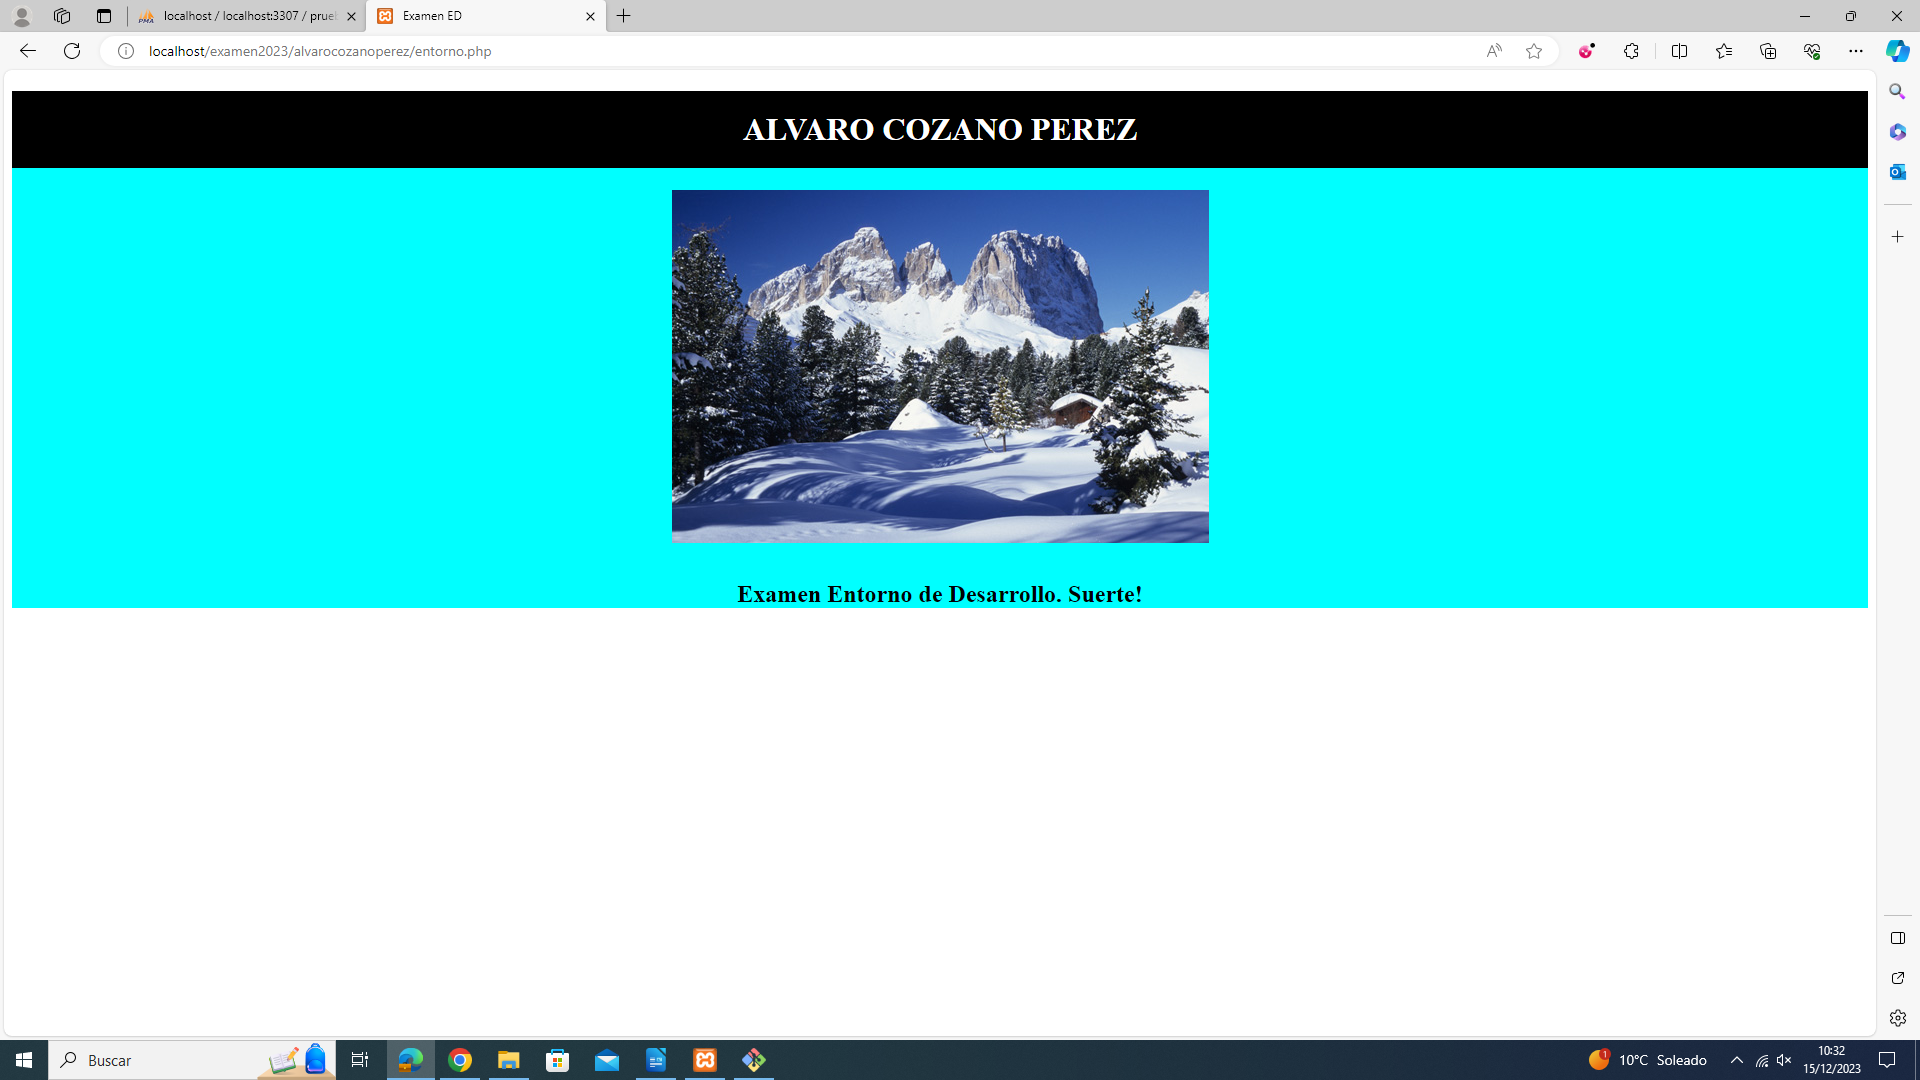 localhost / localhost:3307 / prue
Examen ED
localhost/examen2023/alvarocozanoperez/entorno.php
ALVARO COZANO PEREZ
Examen Entorno de Desarrollo. Suerte!
Buscar
1
10°C Soleado
10:32
15/12/2023